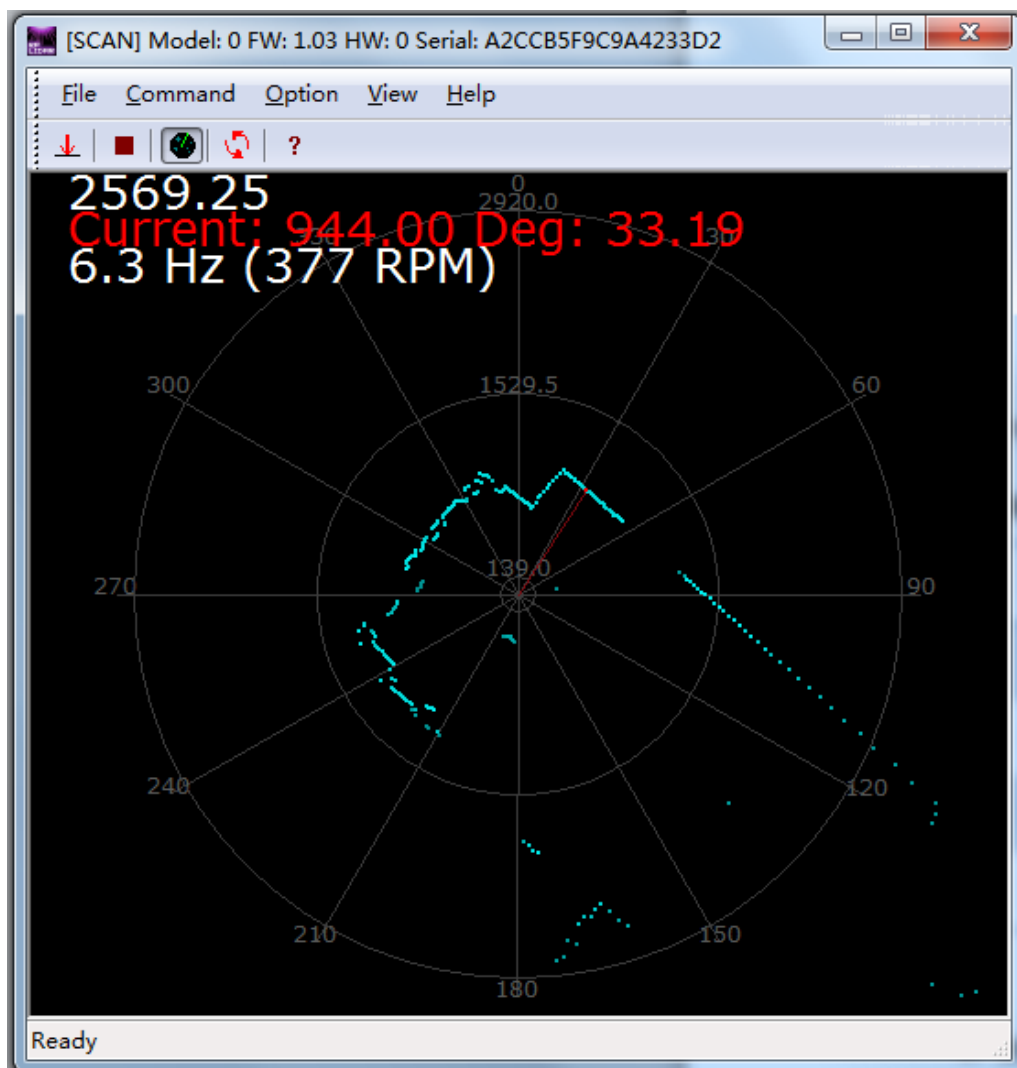 [SCAN] Model: 0 FW: 1.03 HW: 0 Serial: A2CCB5F9C9A4233D2
File Command Option View Help
?
2569.25
0
2920.0
Current: 944.00 Deg: 33.19
330 30
6.3 Hz (377 RPM)
300 1529.5 60
139.0
270 90
240 120
210 150
180
Ready